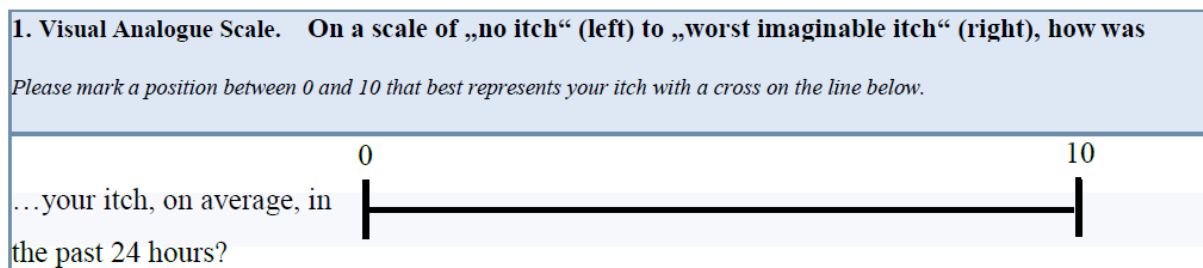 1. Visual Analogue Scale. On a scale of „no itch“ (left) to „worst imaginable itch“ (right), how was
Please mark a position between 0 and 10 that best represents your itch with a cross on the line below.
0 10
…your itch, on average, in
the past 24 hours?